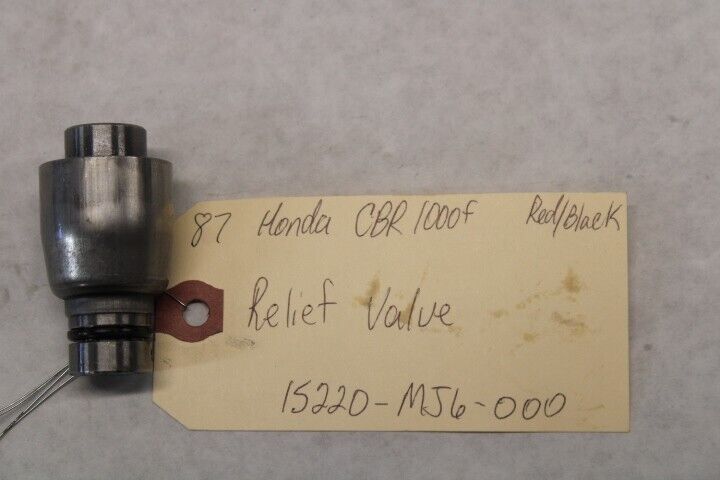 87 Honda CBR 1000f Red/Black
Relief Valve
15220-MJ6-000